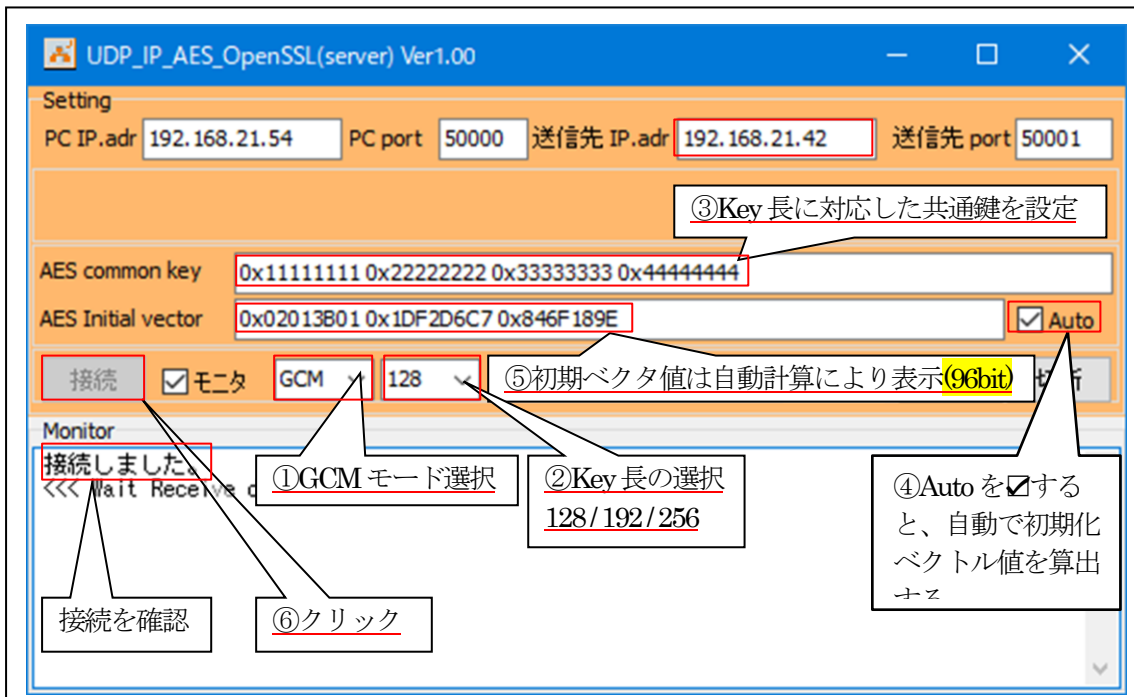 UDP_IP_AES_OpenSSL(server) Ver1.00
Setting
PC IP.adr 192.168.21.54 PC port 50000 送信先 IP.adr 192.168.21.42 送信先 port 50001
③Key 長に対応した共通鍵を設定
AES common key 0x11111111 0x22222222 0x33333333 0x44444444
AES Initial vector 0x02013B01 0x1DF2D6C7 0x846F189E Auto
接続 モニタ GCM 128 ⑤初期ベクタ値は自動計算により表示(96bit)
Monitor
接続しました。
<<< Wait Receive
①GCM モード選択
②Key 長の選択
128/192/256
④Auto を☑する
と、自動で初期化
ベクトル値を算出
する
接続を確認
⑥クリック